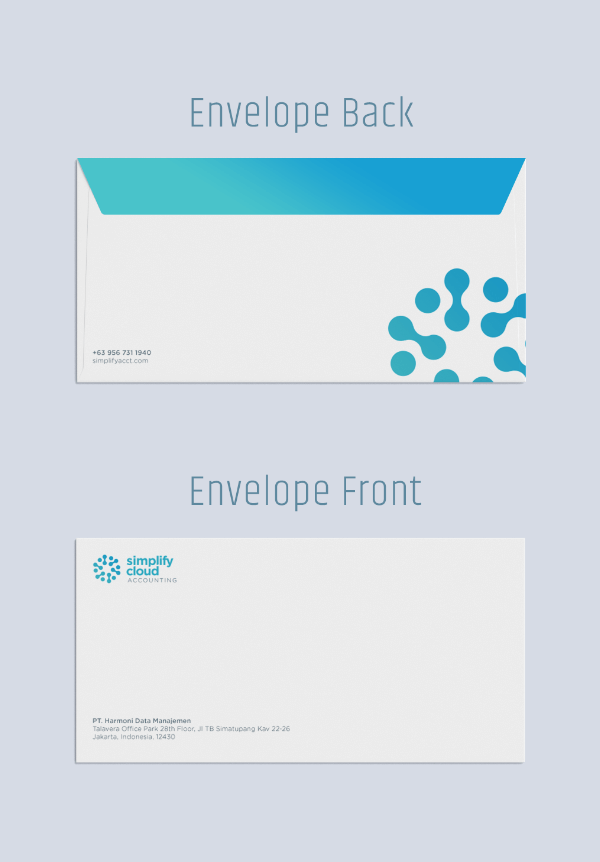 Envelope Back
+63 956 731 1940
simplifyacct.com
Envelope Front
simplify
cloud
ACCOUNTING
PT. Harmoni Data Manajemen
Talavera Office Park 28th Floor, Jl TB Simatupang Kav 22-26
Jakarta, Indonesia, 12430